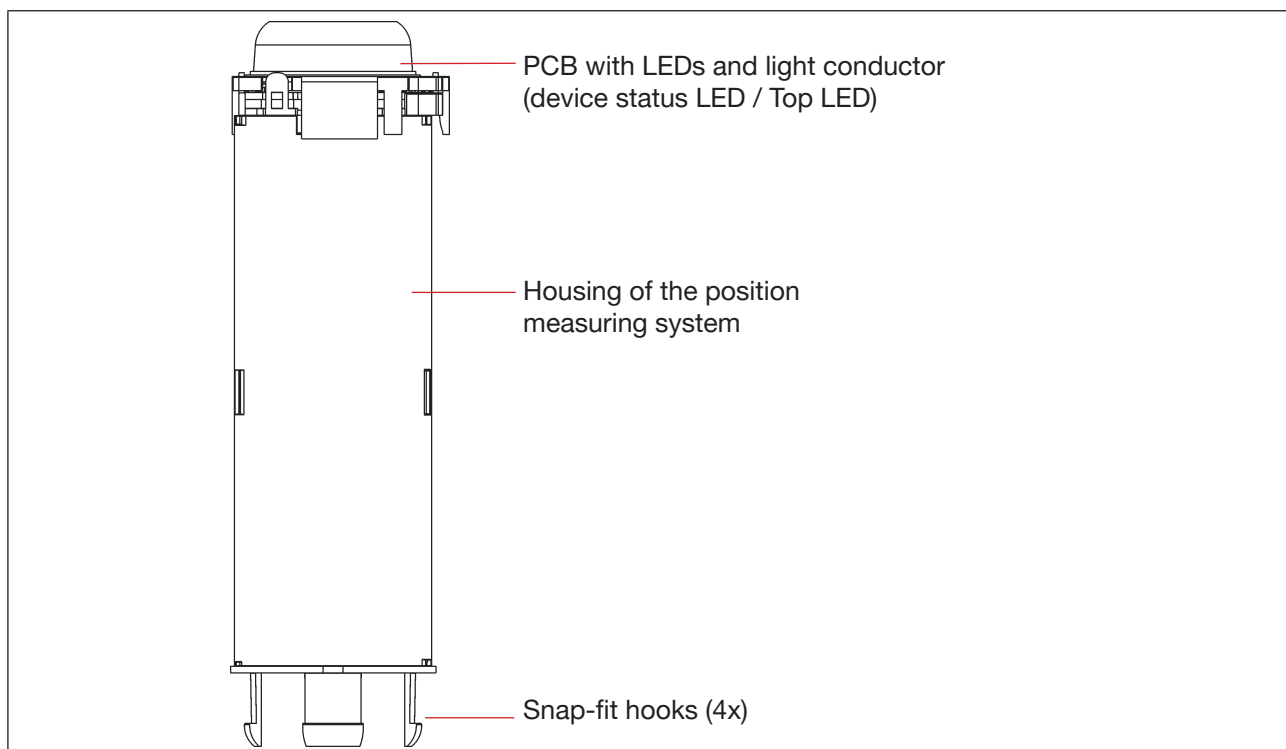 PCB with LEDs and light conductor
(device status LED / Top LED)
Housing of the position
measuring system
Snap-fit hooks (4x)